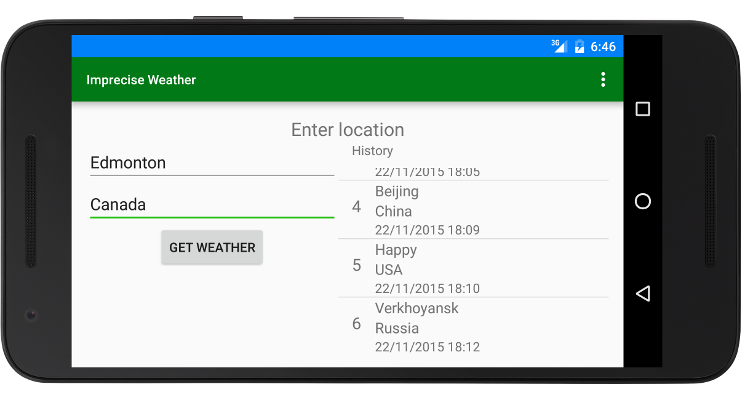 3G 6:46
Imprecise Weather
Enter location
Edmonton
Canada
GET WEATHER
History
22/11/2015 18:05
4
Beijing
China
22/11/2015 18:09
5
Happy
USA
22/11/2015 18:10
6
Verkhoyansk
Russia
22/11/2015 18:12